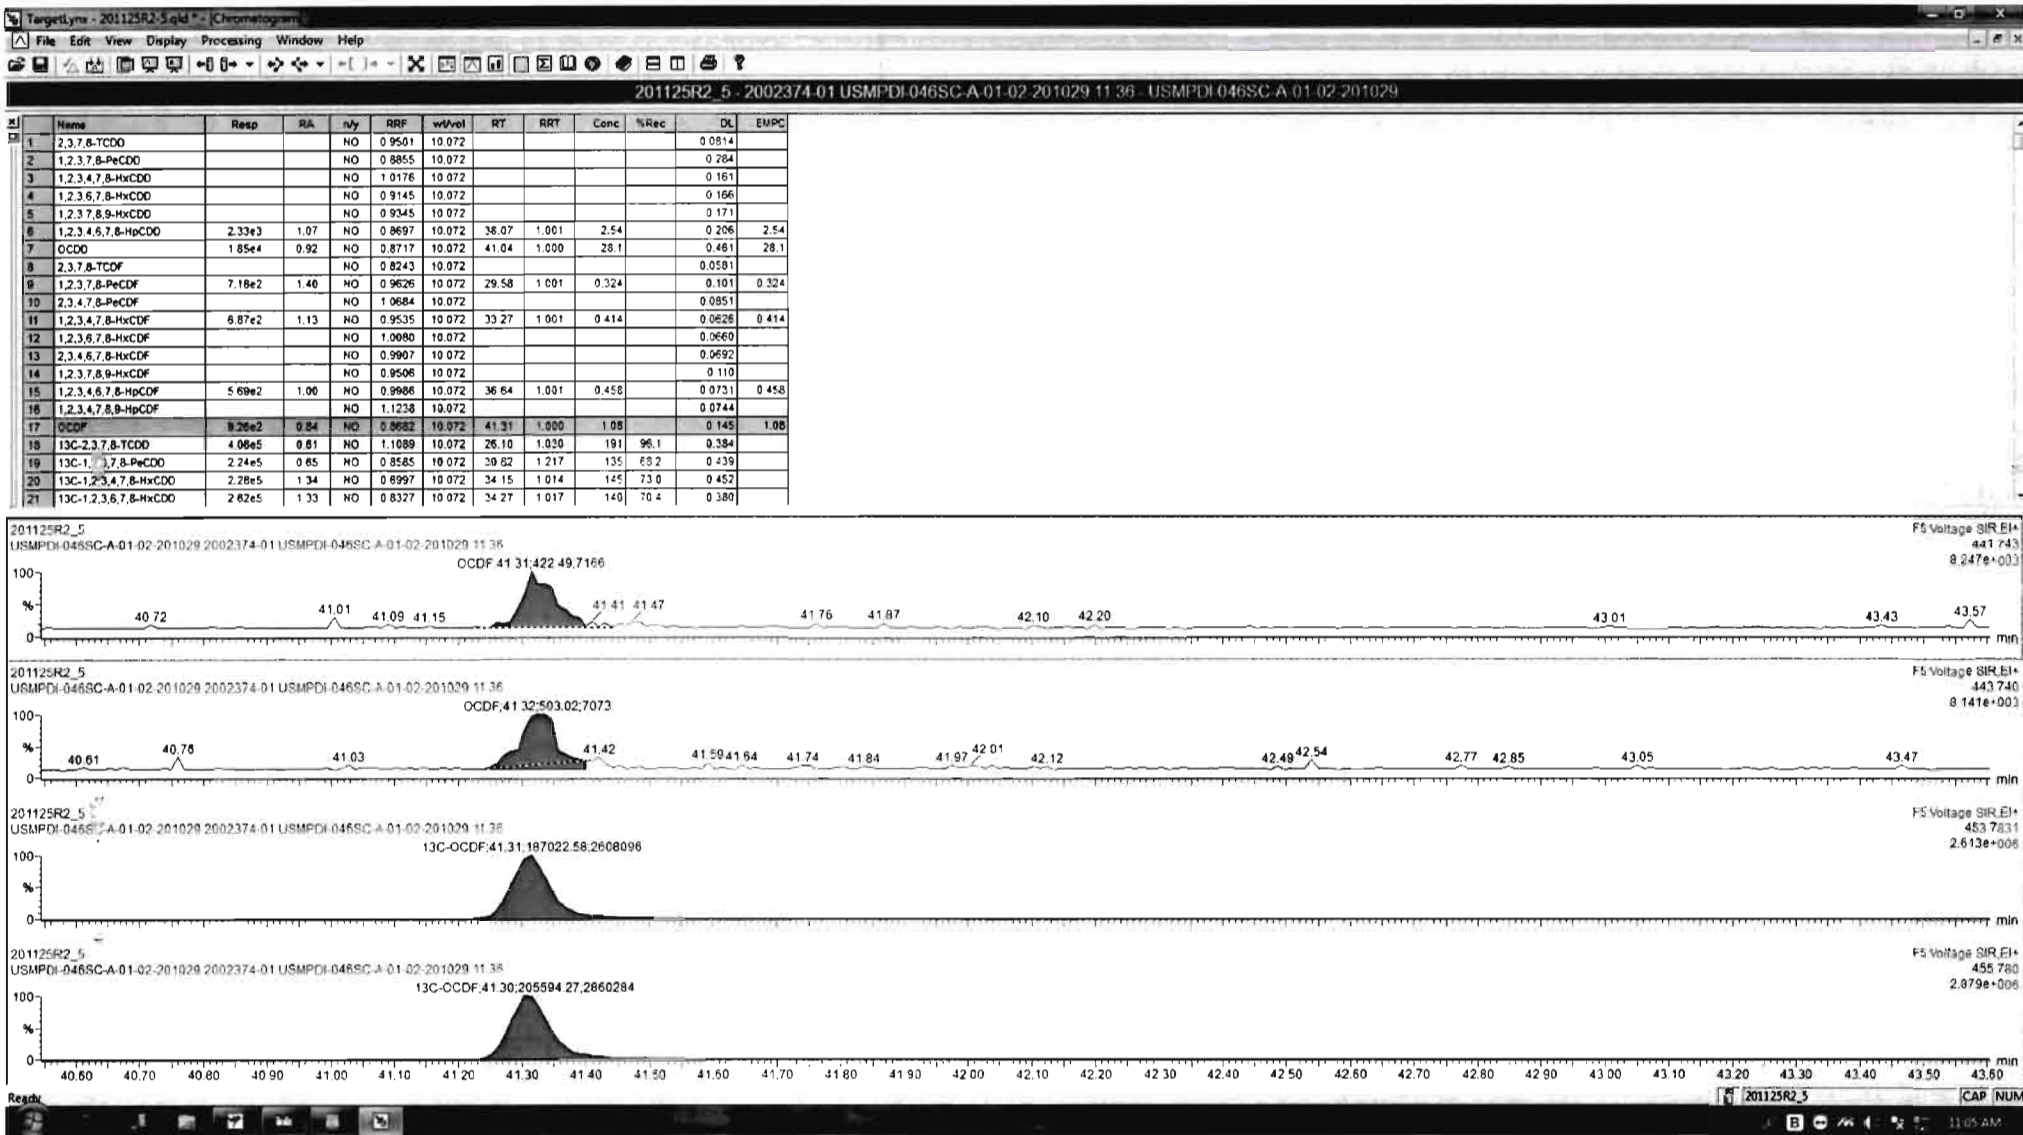 TargetLynx - 201125R2-5.qld * - [Chromatogram]
File Edit View Display Processing Window Help
201125R2_5 - 2002374-01 USMPDI-046SC-A-01-02-201029 11.36 - USMPDI-046SC-A-01-02-201029
Name Resp RA n/y RRF wt/vol RT RRT Conc %Rec DL EMPC
1 2,3,7,8-TCDD NO 0.9501 10.072 0.0814
2 1,2,3,7,8-PeCDD NO 0.8855 10.072 0.284
3 1,2,3,4,7,8-HxCDD NO 1.0176 10.072 0.161
4 1,2,3,6,7,8-HxCDD NO 0.9145 10.072 0.166
5 1,2,3,7,8,9-HxCDD NO 0.9345 10.072 0.171
6 1,2,3,4,6,7,8-HpCDD 2.33e3 1.07 NO 0.8697 10.072 38.07 1.001 2.54 0.206 2.54
7 OCDD 1.85e4 0.92 NO 0.8717 10.072 41.04 1.000 28.1 0.461 28.1
8 2,3,7,8-TCDF NO 0.8243 10.072 0.0581
9 1,2,3,7,8-PeCDF 7.18e2 1.40 NO 0.9626 10.072 29.58 1.001 0.324 0.101 0.324
10 2,3,4,7,8-PeCDF NO 1.0684 10.072 0.0851
11 1,2,3,4,7,8-HxCDF 6.87e2 1.13 NO 0.9535 10.072 33.27 1.001 0.414 0.0626 0.414
12 1,2,3,6,7,8-HxCDF NO 1.0080 10.072 0.0660
13 2,3,4,6,7,8-HxCDF NO 0.9907 10.072 0.0692
14 1,2,3,7,8,9-HxCDF NO 0.9506 10.072 0.110
15 1,2,3,4,6,7,8-HpCDF 5.69e2 1.00 NO 0.9986 10.072 36.64 1.001 0.458 0.0731 0.458
16 1,2,3,4,7,8,9-HpCDF NO 1.1238 10.072 0.0744
17 OCDF 9.26e2 0.84 NO 0.8682 10.072 41.31 1.000 1.08 0.145 1.08
18 13C-2,3,7,8-TCDD 4.06e5 0.81 NO 1.1089 10.072 26.10 1.030 191 96.1 0.384
19 13C-1,2,3,7,8-PeCDD 2.24e5 0.65 NO 0.8585 10.072 30.62 1.217 135 68.2 0.439
20 13C-1,2,3,4,7,8-HxCDD 2.28e5 1.34 NO 0.6997 10.072 34.15 1.014 145 73.0 0.452
21 13C-1,2,3,6,7,8-HxCDD 2.62e5 1.33 NO 0.8327 10.072 34.27 1.017 140 70.4 0.380
201125R2_5 F5:Voltage SIR,EI+
USMPDI-046SC-A-01-02-201029 2002374-01 USMPDI-046SC-A-01-02-201029 11.36 441.743
8.247e+003
OCDF 41.31;422.49,7166
100
%
0
40.72 41.01 41.09 41.15 41.41 41.47 41.76 41.87 42.10 42.20 43.01 43.43 43.57
min
201125R2_5 F5:Voltage SIR,EI+
USMPDI-046SC-A-01-02-201029 2002374-01 USMPDI-046SC-A-01-02-201029 11.36 443.740
8.141e+003
OCDF;41.32;503.02;7073
100
%
0
40.61 40.76 41.03 41.42 41.59 41.64 41.74 41.84 41.97 42.01 42.12 42.49 42.54 42.77 42.85 43.05 43.47
min
201125R2_5 F5:Voltage SIR,EI+
USMPDI-046SC-A-01-02-201029 2002374-01 USMPDI-046SC-A-01-02-201029 11.36 453.7831
2.613e+006
13C-OCDF;41.31;187022.58;2608096
100
%
0
min
201125R2_5 F5:Voltage SIR,EI+
USMPDI-046SC-A-01-02-201029 2002374-01 USMPDI-046SC-A-01-02-201029 11.36 455.780
2.879e+006
13C-OCDF;41.30;205594.27;2860284
100
%
0
min
40.60 40.70 40.80 40.90 41.00 41.10 41.20 41.30 41.40 41.50 41.60 41.70 41.80 41.90 42.00 42.10 42.20 42.30 42.40 42.50 42.60 42.70 42.80 42.90 43.00 43.10 43.20 43.30 43.40 43.50 43.60
Ready 201125R2_5 CAP NUM
11:05 AM